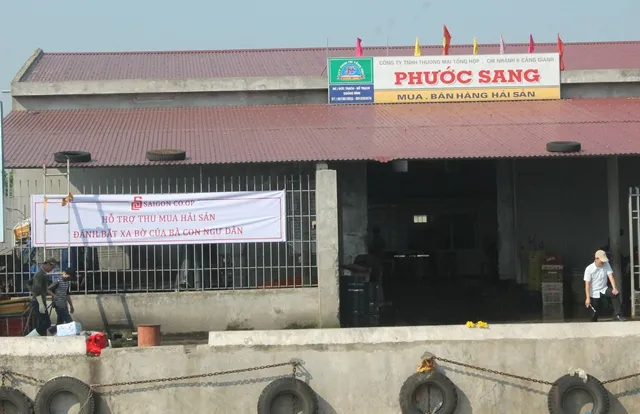 CÔNG TY TNHH THƯƠNG MẠI TỔNG HỢP - CHI NHÁNH CẢNG GIANH
PHƯỚC SANG
MUA - BÁN HÀNG HẢI SẢN
SAIGON CO.OP
HỖ TRỢ THU MUA HẢI SẢN
ĐÁNH BẮT XA BỜ CỦA BÀ CON NGƯ DÂN